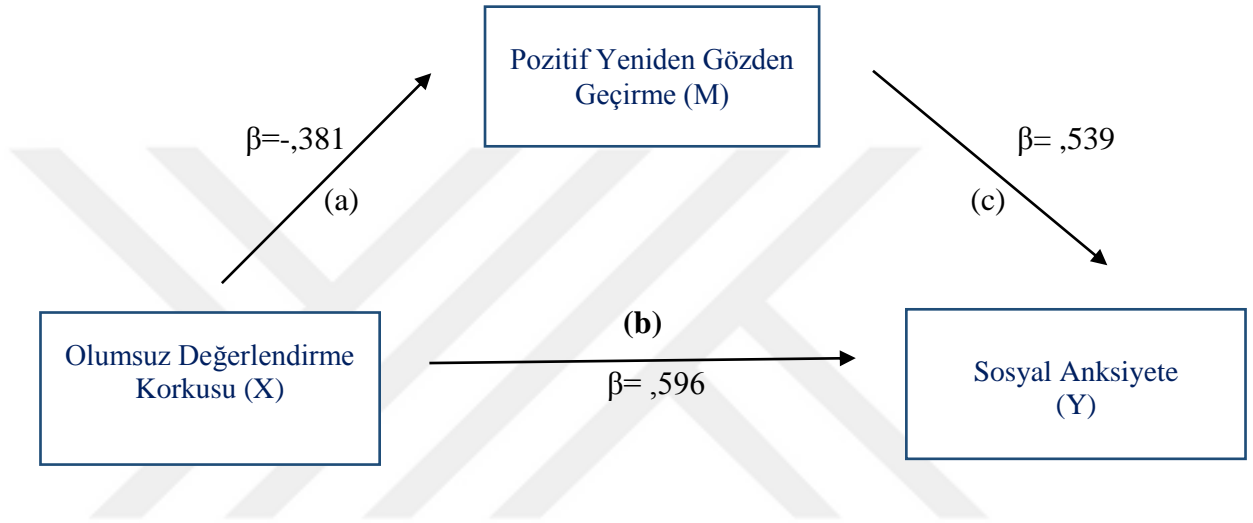 Pozitif Yeniden Gözden
Geçirme (M)
β=-,381
β= ,539
(a)
(c)
(b)
Olumsuz Değerlendirme
Korkusu (X)
β= ,596
Sosyal Anksiyete
(Y)